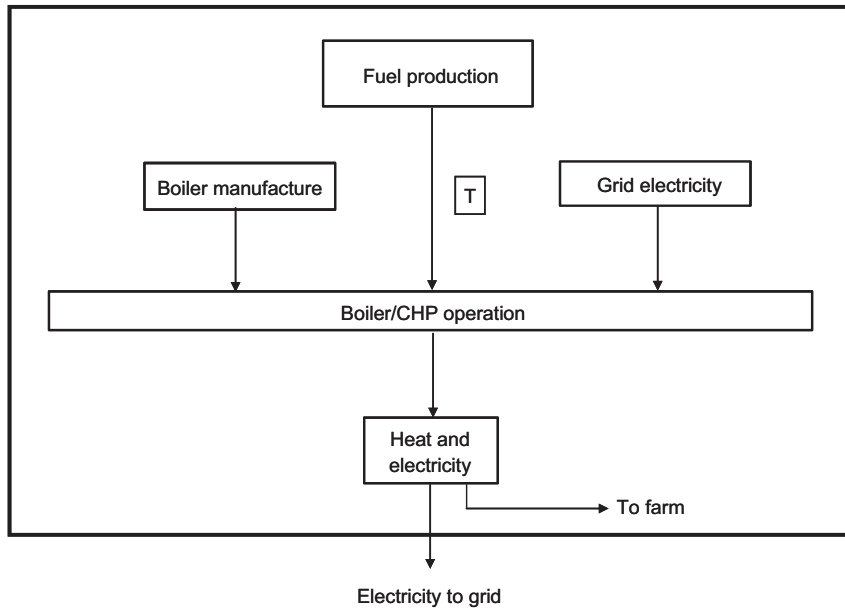 Fuel production
Boiler manufacture
T
Grid electricity
Boiler/CHP operation
Heat and
electricity
To farm
Electricity to grid